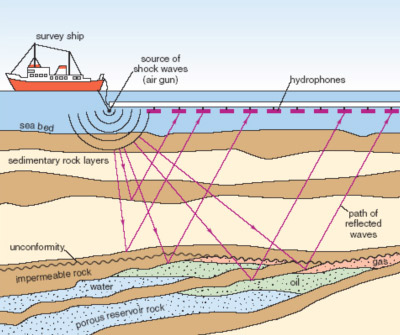 survey ship
source of
shock waves
(air gun)
hydrophones
sea bed
sedimentary rock layers
path of
reflected
waves
unconformity
gas
impermeable rock
water
oil
porous reservoir rock